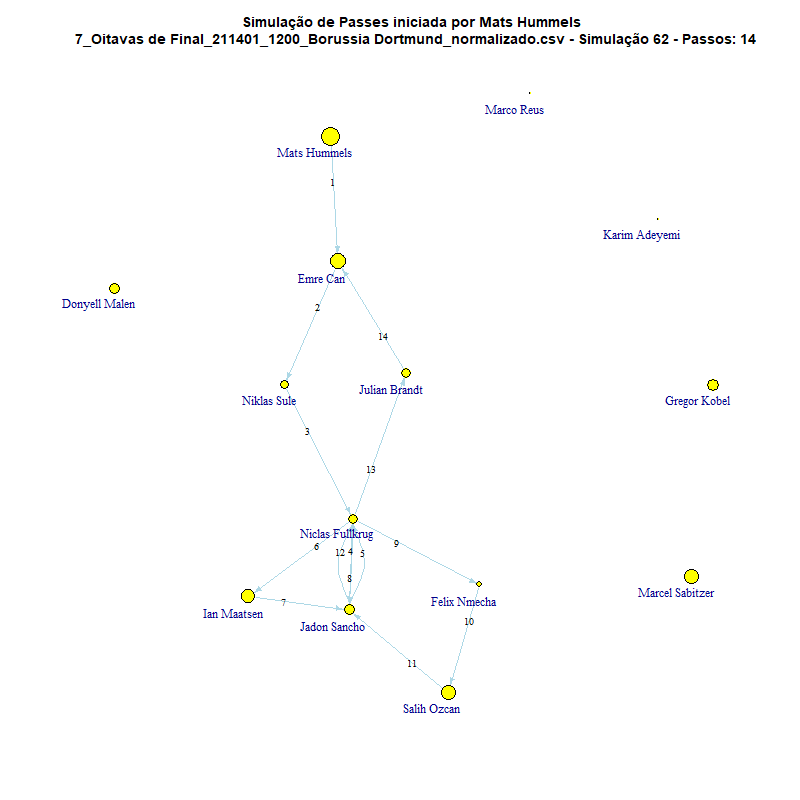 Simulação de Passes iniciada por Mats Hummels
7_Oitavas de Final_211401_1200_Borussia Dortmund_normalizado.csv - Simulação 62 - Passos: 14
Marco Reus
Mats Hummels
1
Karim Adeyemi
Emre Can
Donyell Malen
2
14
Julian Brandt
Niklas Sule
Gregor Kobel
3
13
Niclas Fullkrug
6
12
4
5
9
8
Marcel Sabitzer
7
Felix Nmecha
Ian Maatsen
Jadon Sancho
10
11
Salih Ozcan